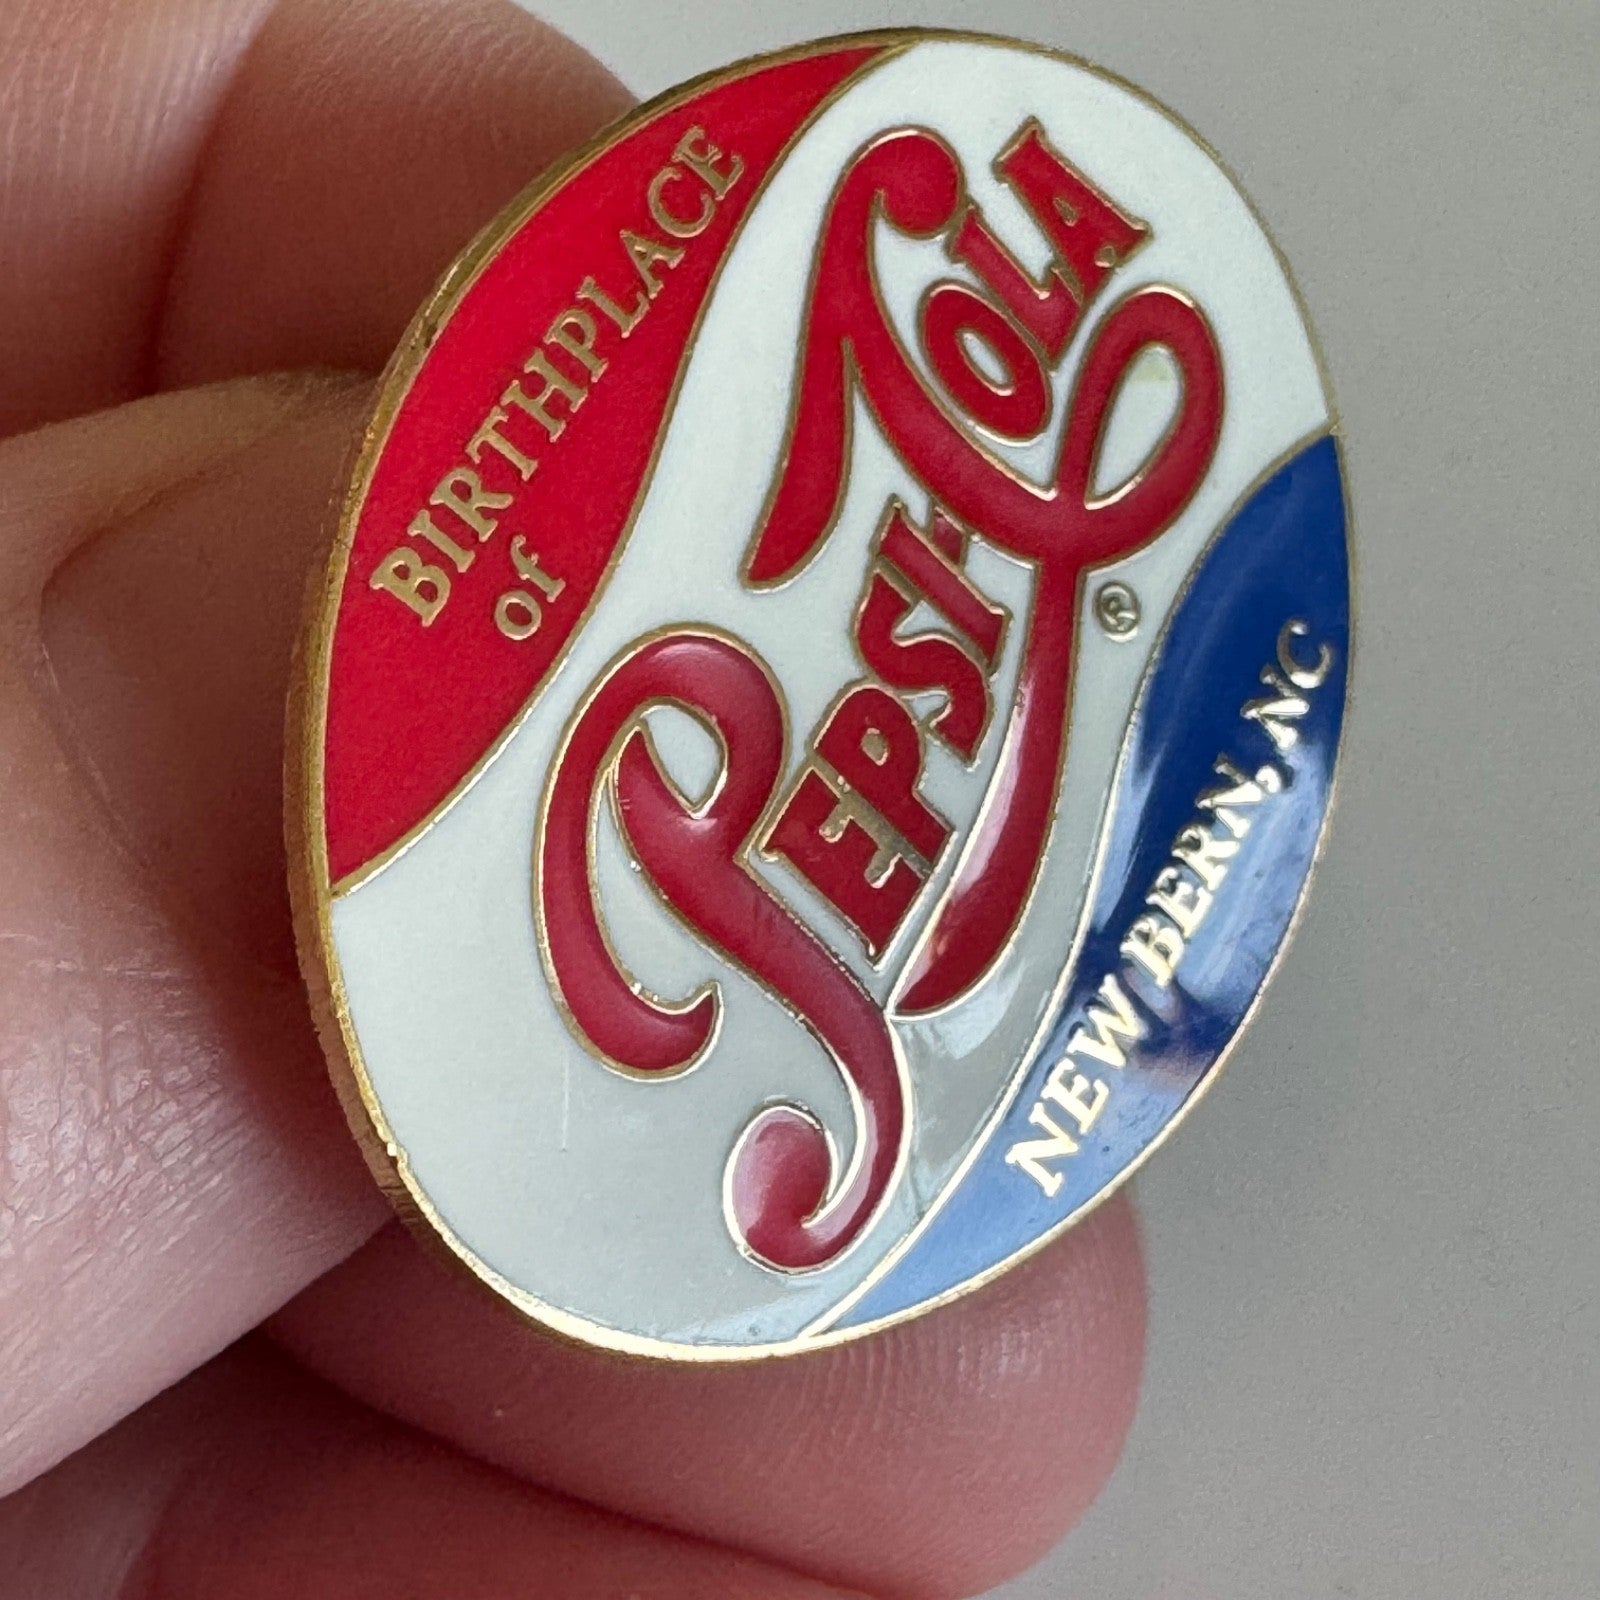 BIRTHPLACE
of
PEPSI-COLA
®
NEW BERN, NC